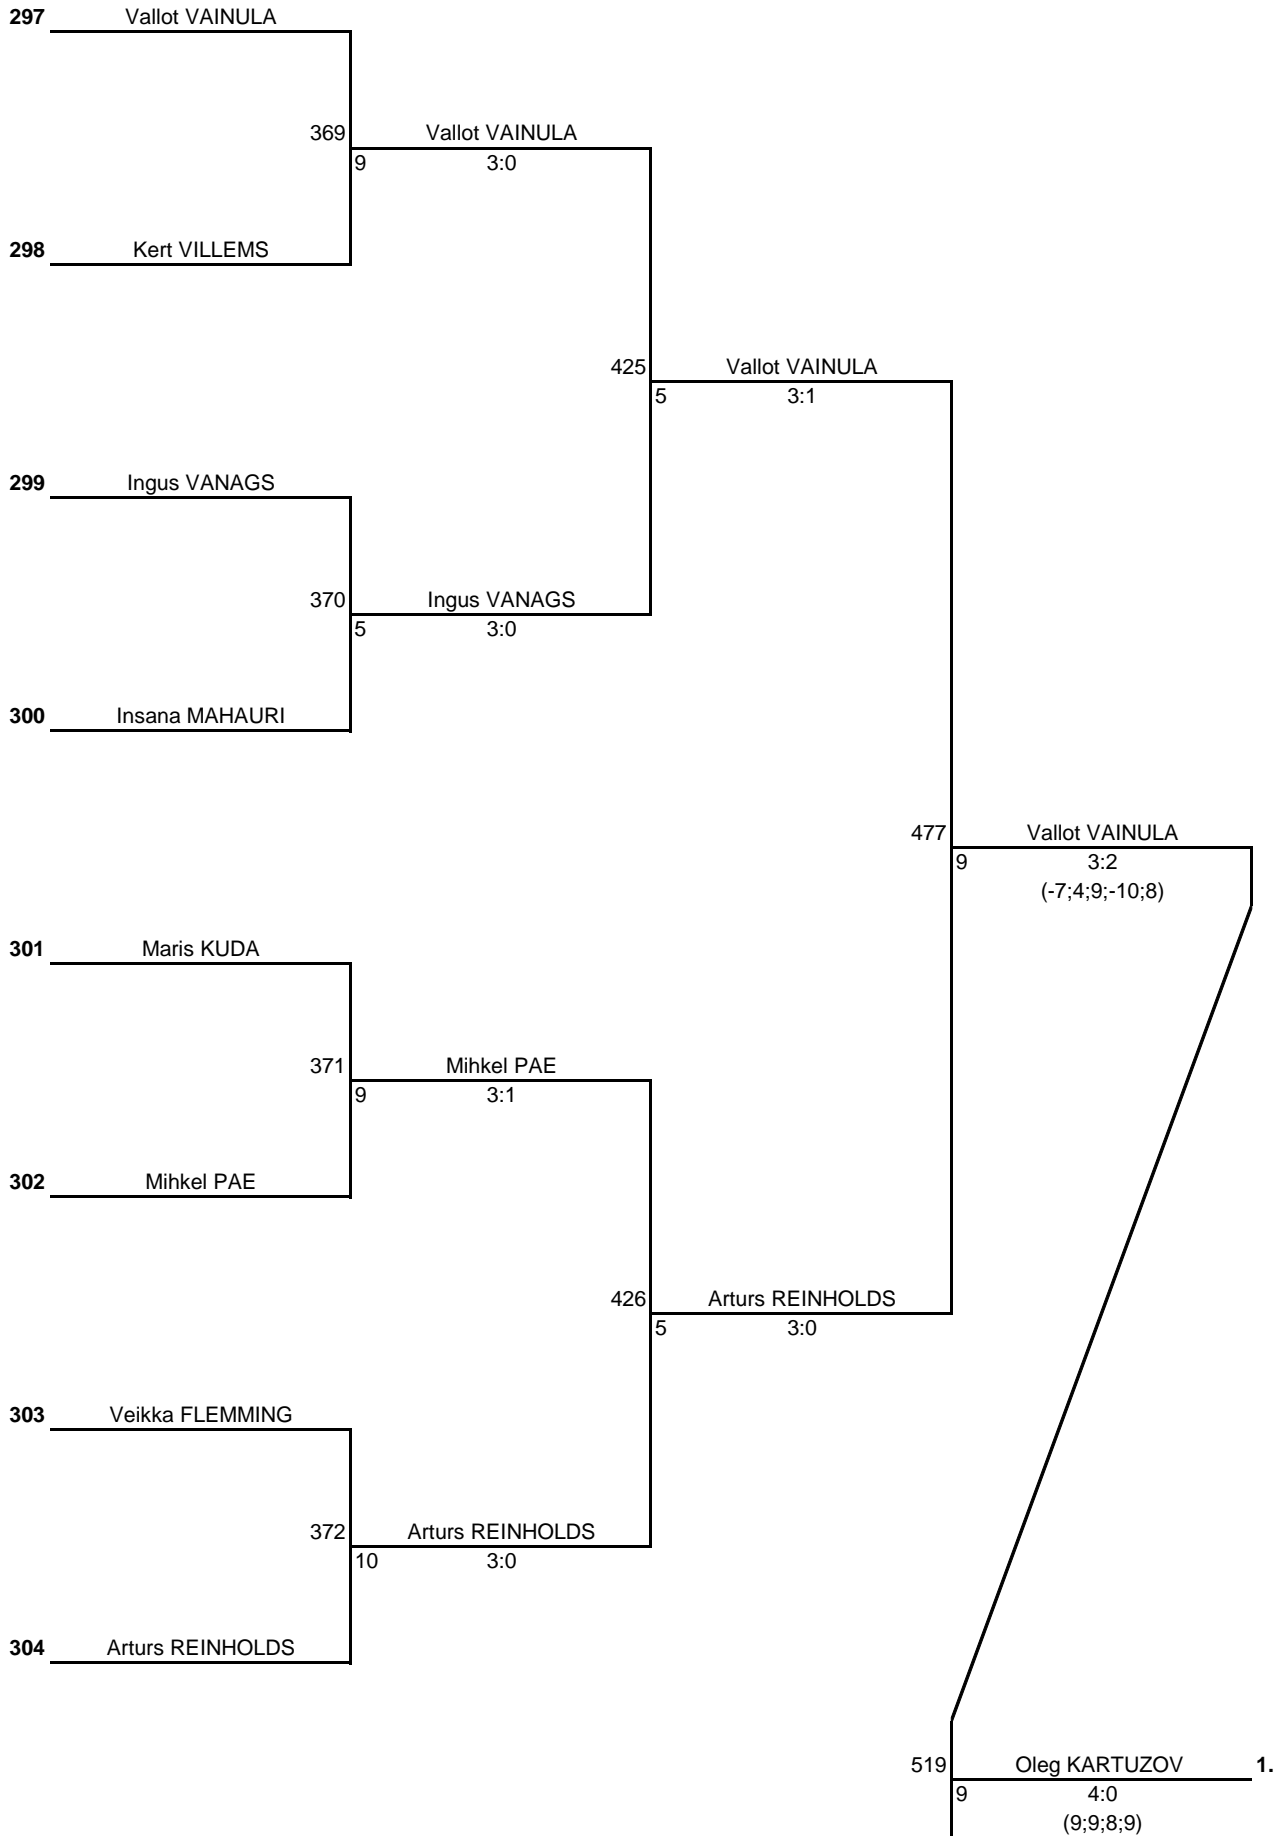 297 Vallot VAINULA
369 Vallot VAINULA
9 3:0
298 Kert VILLEMS
425 Vallot VAINULA
5 3:1
299 Ingus VANAGS
370 Ingus VANAGS
5 3:0
300 Insana MAHAURI
477 Vallot VAINULA
9 3:2
(-7;4;9;-10;8)
301 Maris KUDA
371 Mihkel PAE
9 3:1
302 Mihkel PAE
426 Arturs REINHOLDS
5 3:0
303 Veikka FLEMMING
372 Arturs REINHOLDS
10 3:0
304 Arturs REINHOLDS
519 Oleg KARTUZOV 1.
9 4:0
(9;9;8;9)